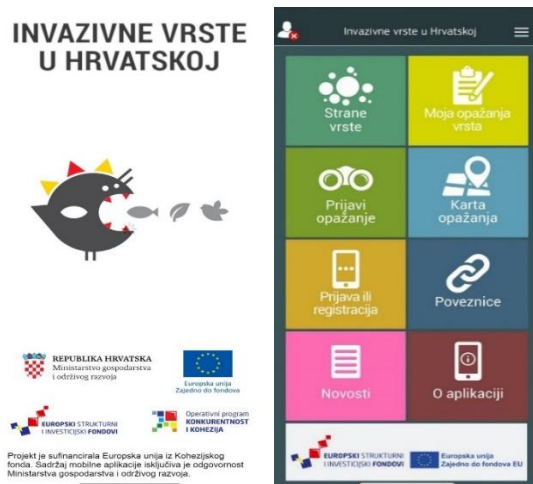 INVAZIVNE VRSTE
U HRVATSKOJ
REPUBLIKA HRVATSKA
Ministarstvo gospodarstva
i održivog razvoja
Europska unija
Zajedno do fondova
EUROPSKI STRUKTURNI
I INVESTICIJSKI FONDOVI
Operativni program
KONKURENTNOST
I KOHEZIJA
Projekt je sufinancirala Europska unija iz Kohezijskog
fonda. Sadržaj mobilne aplikacije isključiva je odgovornost
Ministarstva gospodarstva i održivog razvoja.
Invazivne vrste u Hrvatskoj
Strane
vrste
Moja opažanja
vrsta
Prijavi
opažanje
Karta
opažanja
Prijava ili
registracija
Poveznice
Novosti
O aplikaciji
EUROPSKI STRUKTURNI
I INVESTICIJSKI FONDOVI
Europska unija
Zajedno do fondova EU